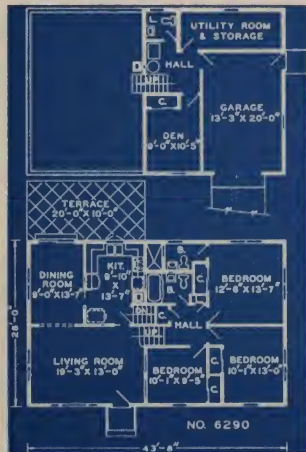 L.
UTILITY ROOM
& STORAGE
HALL
D
UP
C.
GARAGE
13'-3" X 20'-0"
DEN
9'-0" X 10'-5"
TERRACE
20'-0" X 10'-0"
DINING
ROOM
9'-0" X 13'-7"
KIT.
9'-10"
X
13'-7"
S.
B.
C.
BEDROOM
12'-6" X 13'-7"
C.
HALL
UP
LIVING ROOM
19'-3" X 13'-0"
BEDROOM
10'-1" X 9'-5"
C.
C.
BEDROOM
10'-1" X 13'-0"
28'-0"
NO. 6290
43'-8"